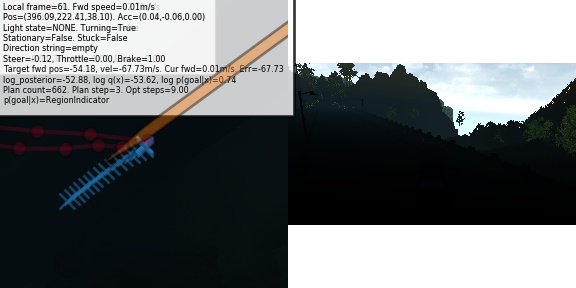 Local frame=61. Fwd speed=0.01m/s
Pos=(396.09,222.41,38.10). Acc=(0.04,-0.06,0.00)
Light state=NONE. Turning=True
Stationary=False. Stuck=False
Direction string=empty
Steer=-0.12, Throttle=0.00, Brake=1.00
Target fwd pos=-54.18, vel=-67.73m/s. Cur fwd=0.01m/s. Err=-67.73
log_posterior=-52.88, log q(x)=-53.62, log p(goal|x)=0.74
Plan count=662. Plan step=3. Opt steps=9.00
p(goal|x)=RegionIndicator